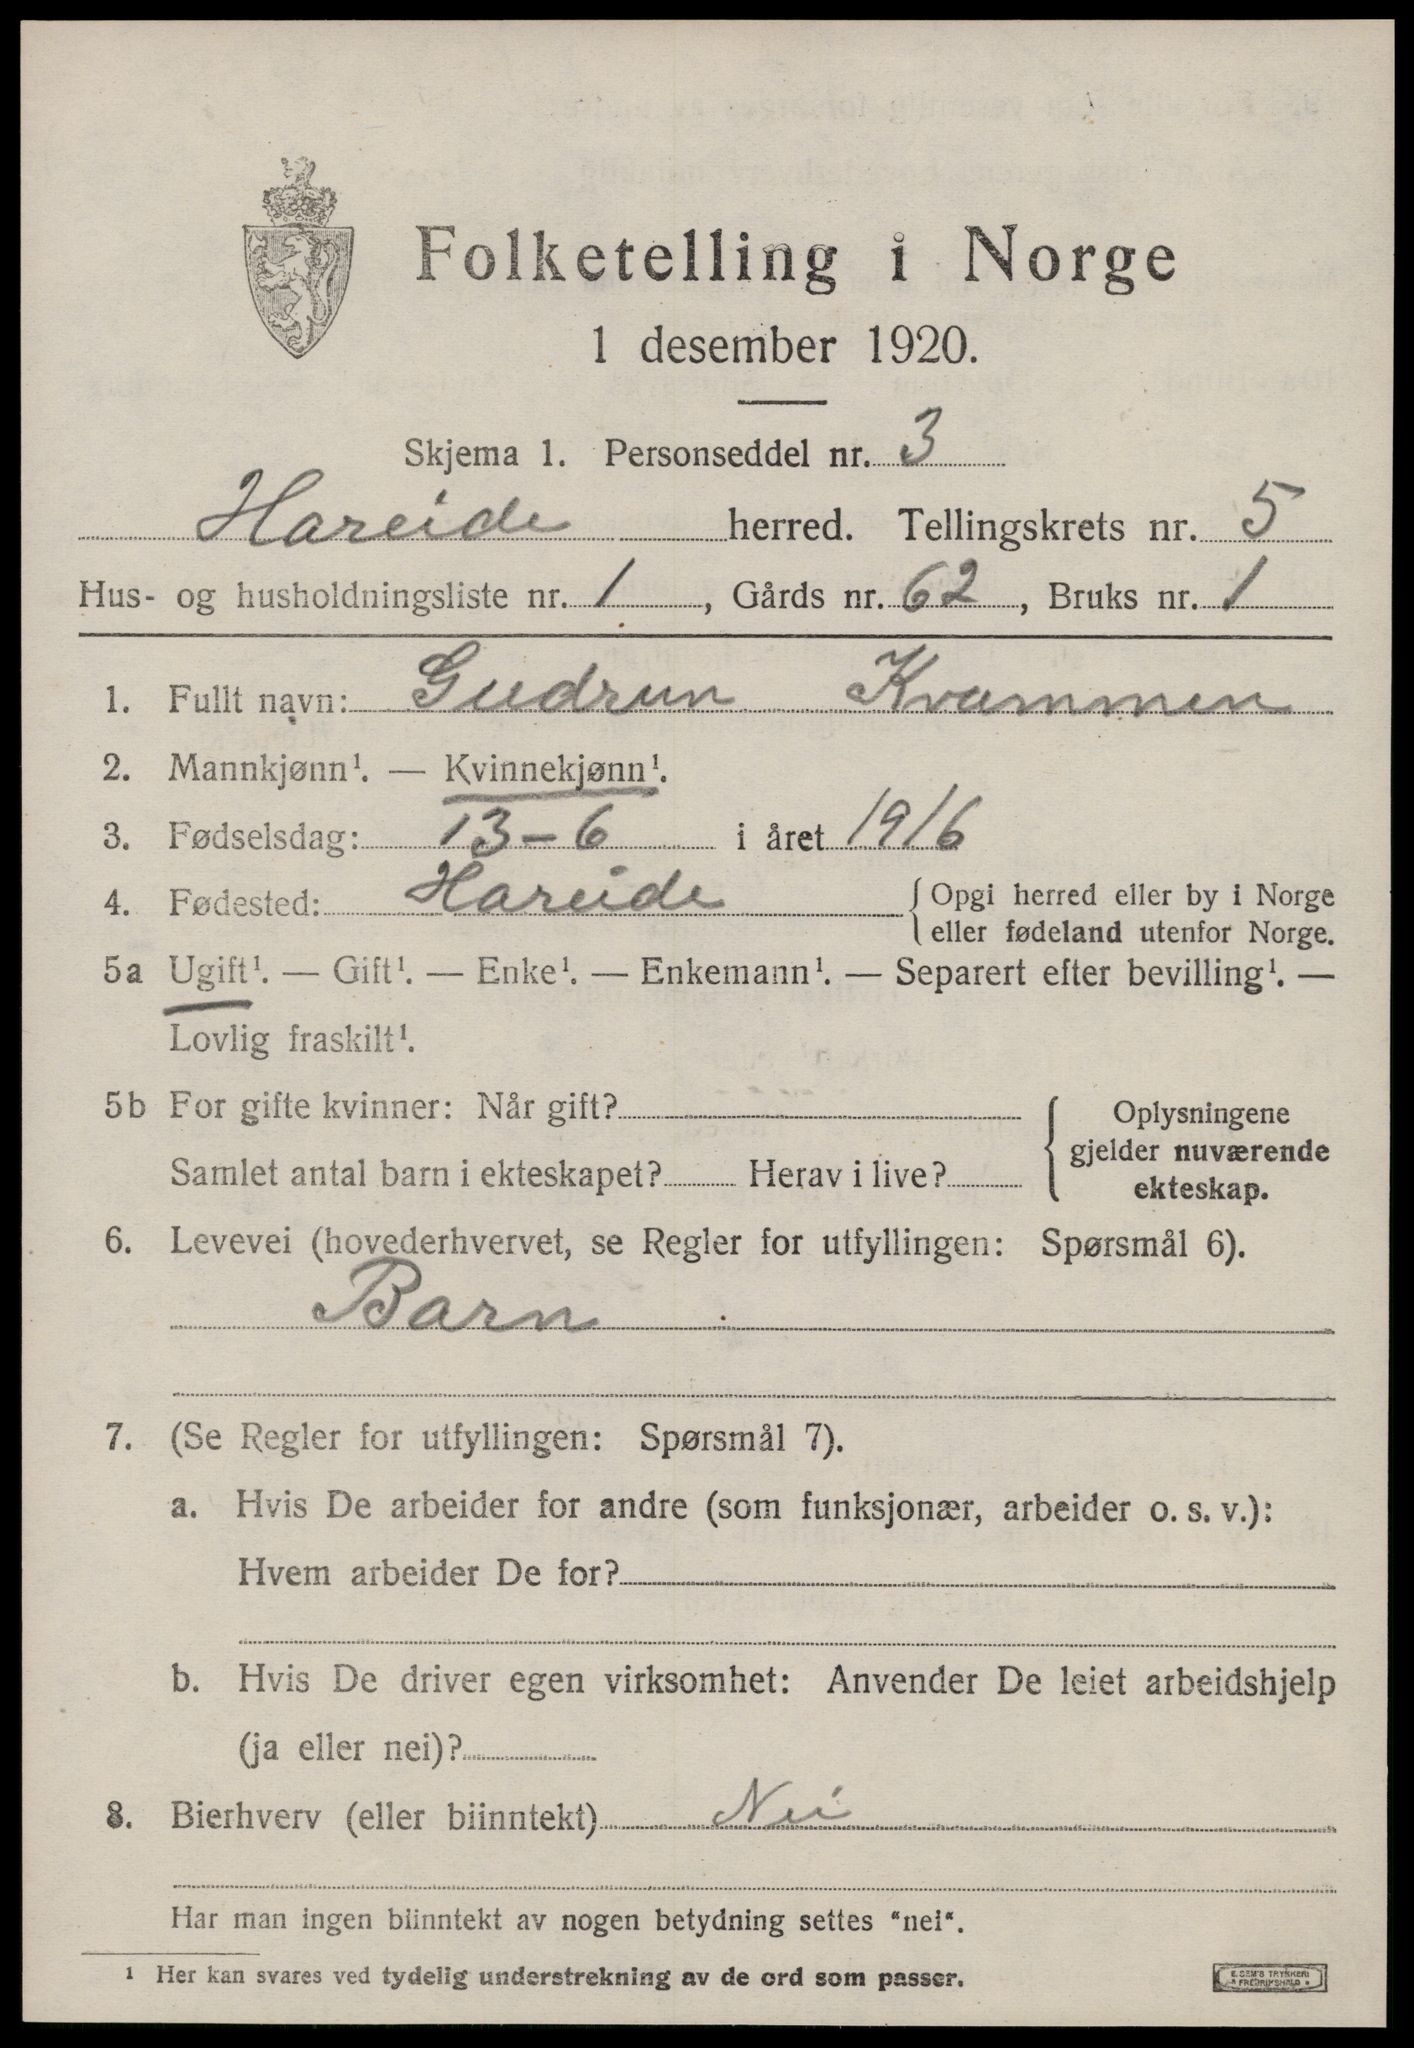 Folketelling i Norge
1 desember 1920.
Skjema 1. Personseddel nr. 3
Hareide herred. Tellingskrets nr. 5
Hus- og husholdningsliste nr. 1, Gårds nr. 62, Bruks nr. 1
1. Fullt navn: Gudrun Kvammen
2. Mannkjønn¹. — Kvinnekjønn¹.
3. Fødselsdag: 13-6 i året 1916
4. Fødested: Hareide { Opgi herred eller by i Norge
eller fødeland utenfor Norge.
5a Ugift¹. — Gift¹. — Enke¹. — Enkemann¹. — Separert efter bevilling¹. —
Lovlig fraskilt¹.
5b For gifte kvinner: Når gift?
Samlet antal barn i ekteskapet? Herav i live?
Oplysningene
gjelder nuværende
ekteskap.
6. Levevei (hovederhvervet, se Regler for utfyllingen: Spørsmål 6).
Barn
7. (Se Regler for utfyllingen: Spørsmål 7).
a. Hvis De arbeider for andre (som funksjonær, arbeider o. s. v.):
Hvem arbeider De for?
b. Hvis De driver egen virksomhet: Anvender De leiet arbeidshjelp
(ja eller nei)?
8. Bierhverv (eller biinntekt) Nei
Har man ingen biinntekt av nogen betydning settes "nei".
¹ Her kan svares ved tydelig understrekning av de ord som passer.
E. SEM'S TRYKKERI
FREDRIKSHALD